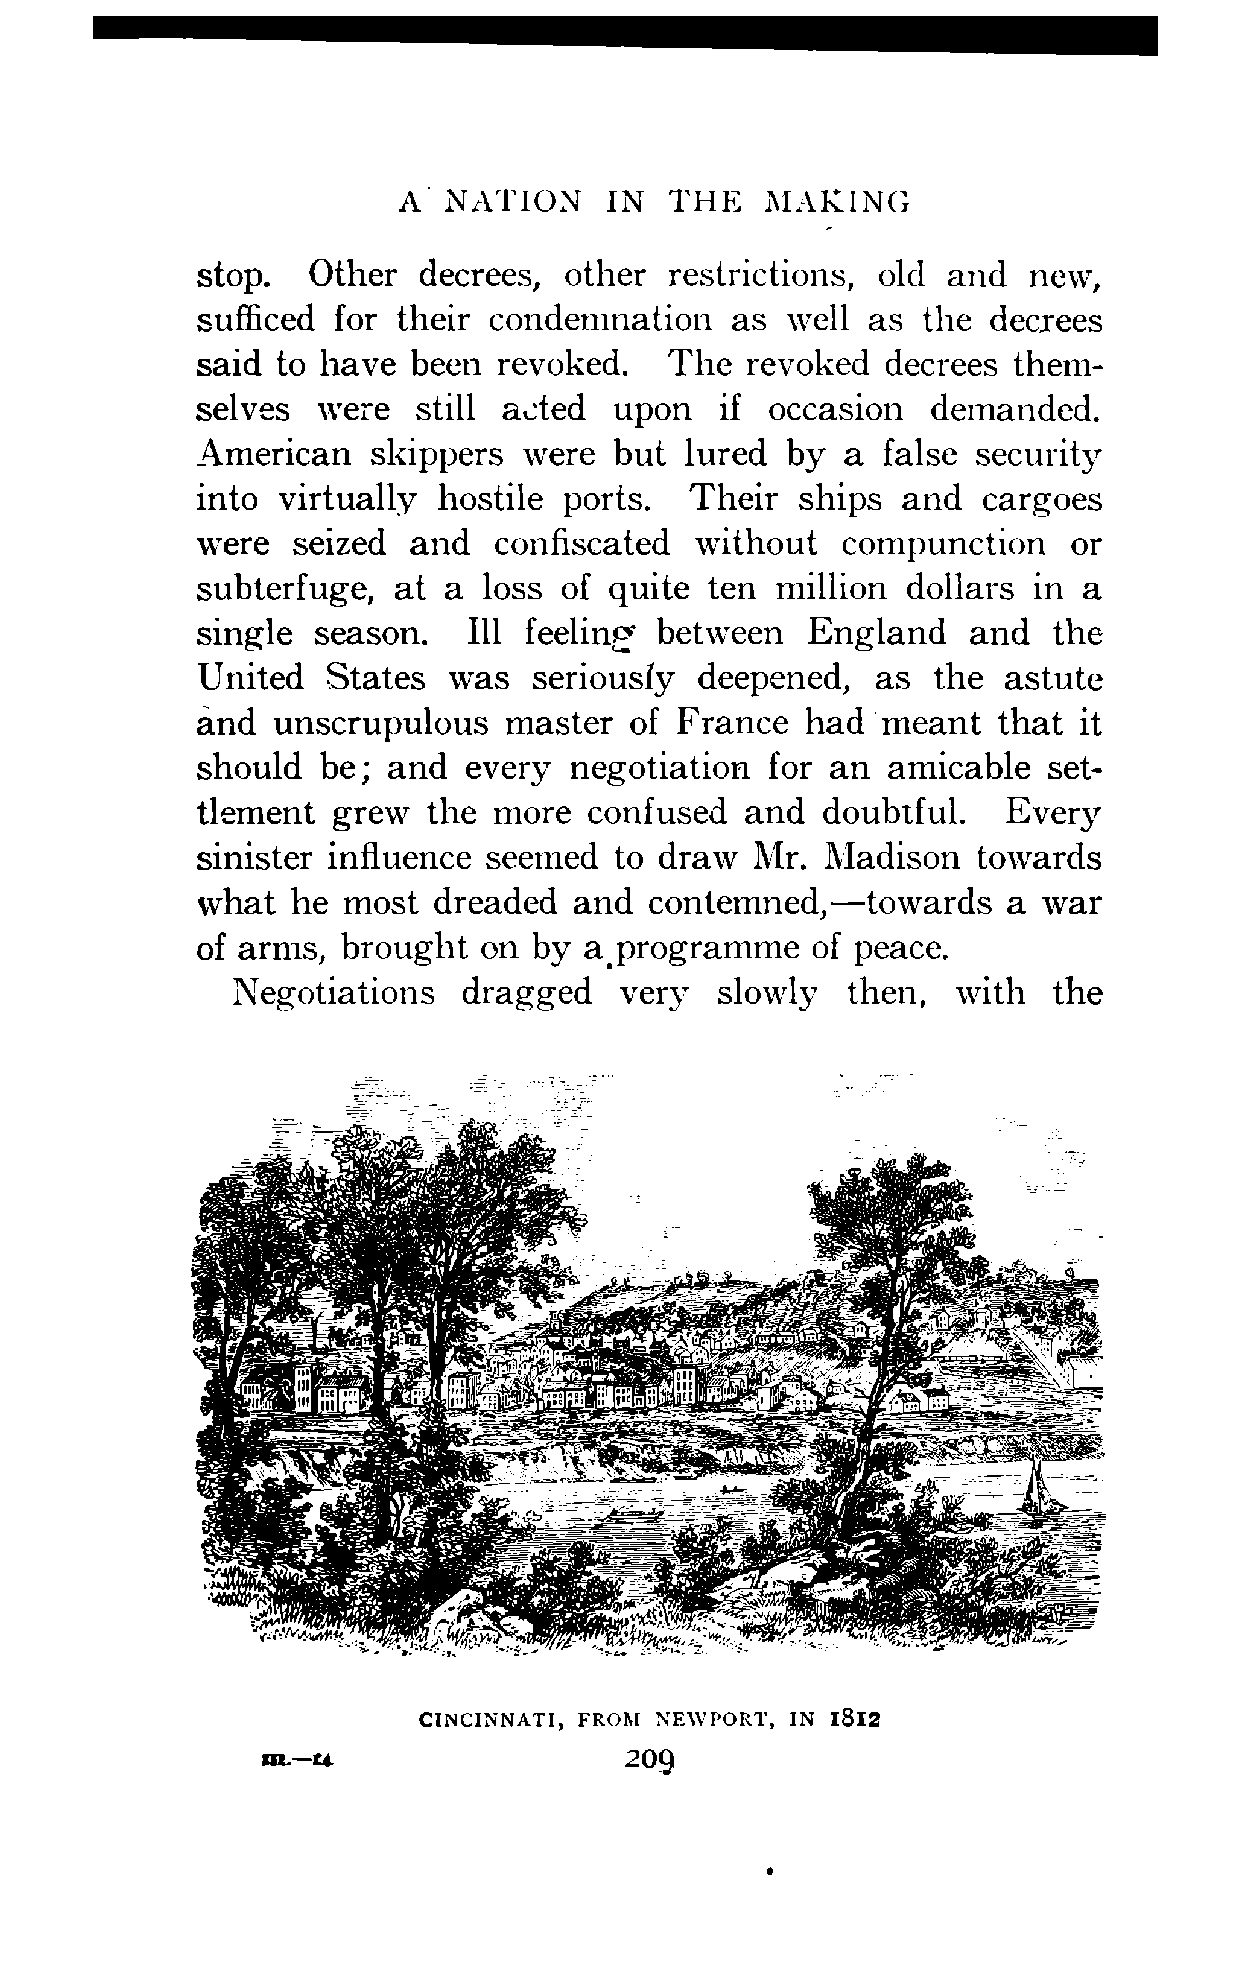 A NATION IN THE MAKING
stop. Other decrees, other restrictions, old and new,
sufficed for their condemnation as well as the decrees
said to have been revoked. The revoked decrees them-
selves were still acted upon if occasion demanded.
American skippers were but lured by a false security
into virtually hostile ports. Their ships and cargoes
were seized and confiscated without compunction or
subterfuge, at a loss of quite ten million dollars in a
single season. Ill feeling between England and the
United States was seriously deepened, as the astute
and unscrupulous master of France had meant that it
should be; and every negotiation for an amicable set-
tlement grew the more confused and doubtful. Every
sinister influence seemed to draw Mr. Madison towards
what he most dreaded and contemned,—towards a war
of arms, brought on by a programme of peace.
Negotiations dragged very slowly then, with the
CINCINNATI, FROM NEWPORT, IN 1812
III.—14
209